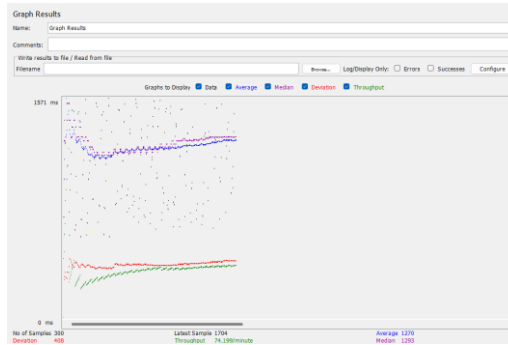 Graph Results
Name: Graph Results
Comments:
Write results to file / Read from file
Filename Browse... Log/Display Only: Errors Successes Configure
Graphs to Display Data Average Median Deviation Throughput
1571 ms
0 ms
No of Samples 300 Latest Sample 1704 Average 1270
Deviation 408 Throughput 74.198/minute Median 1293